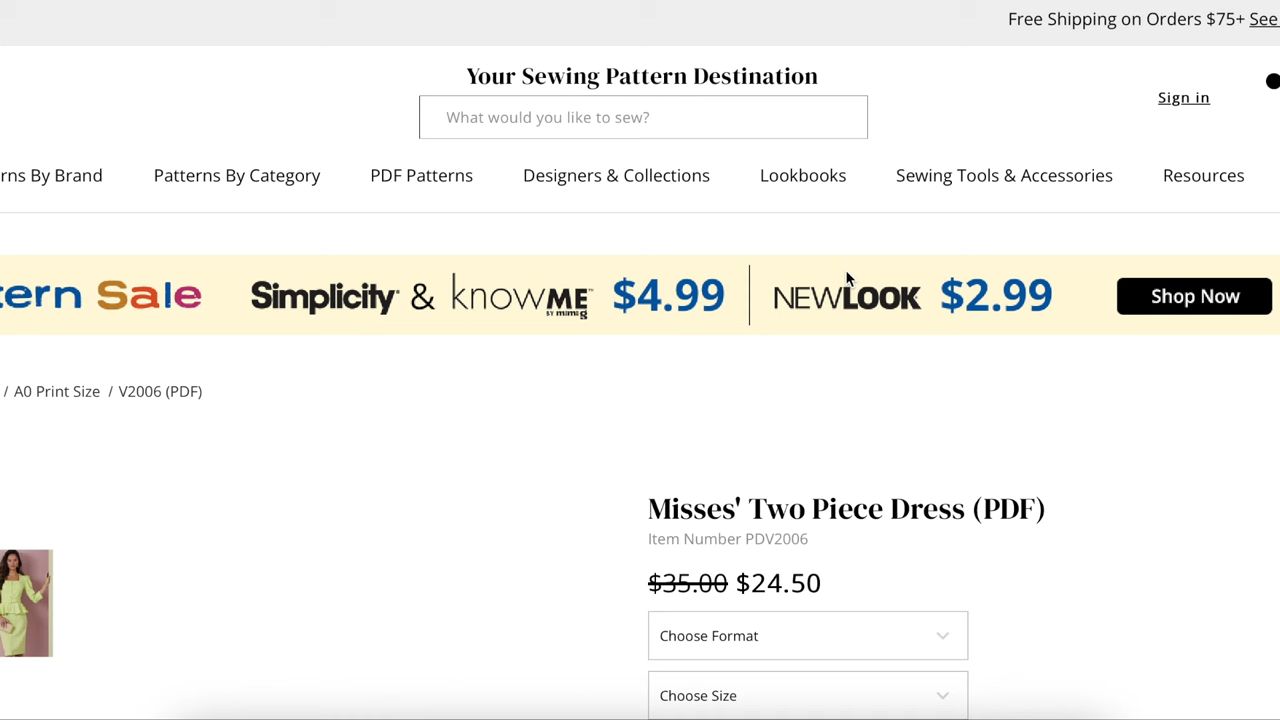 Free Shipping on Orders $75+ See
Your Sewing Pattern Destination
What would you like to sew?
Sign in
rns By Brand Patterns By Category PDF Patterns Designers & Collections Lookbooks Sewing Tools & Accessories Resources
tern Sale Simplicity & knowME BY mimi g $4.99 NEWLOOK $2.99 Shop Now
/ A0 Print Size / V2006 (PDF)
Misses' Two Piece Dress (PDF)
Item Number PDV2006
$35.00 $24.50
Choose Format
Choose Size